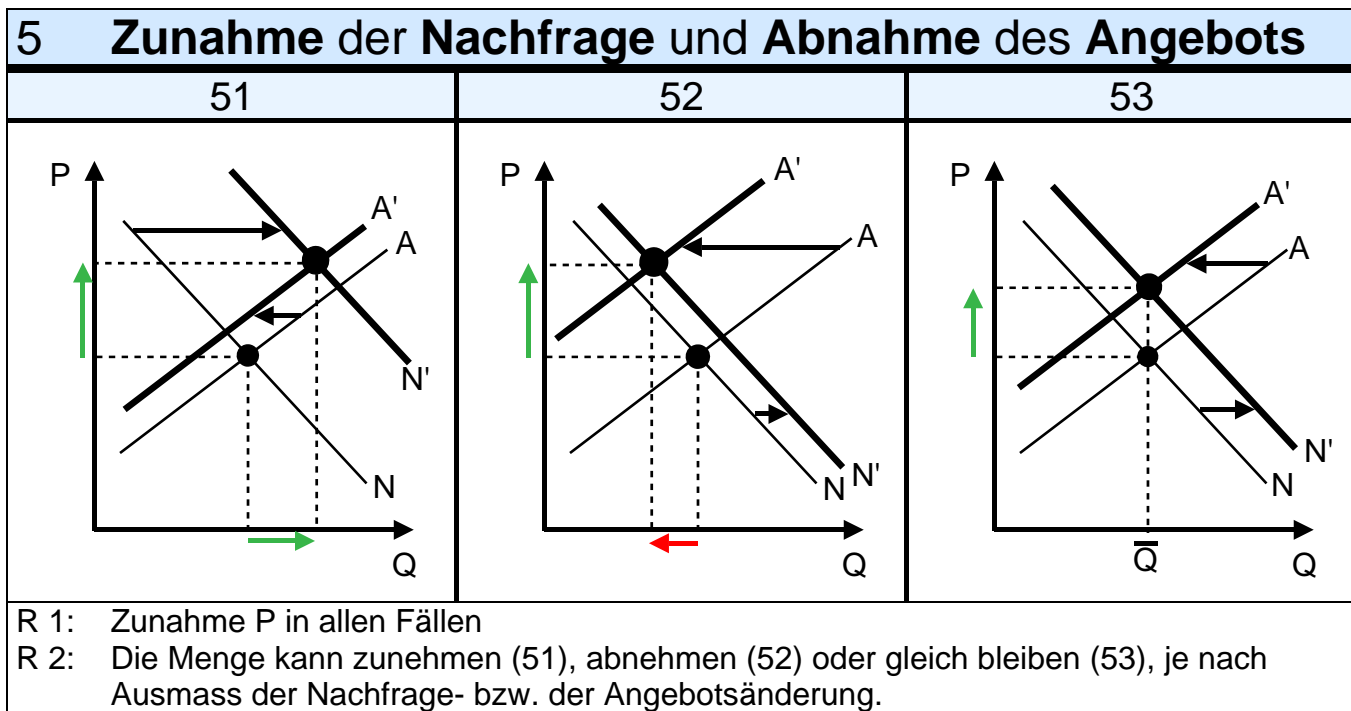 5 Zunahme der Nachfrage und Abnahme des Angebots
51 52 53
P
A'
A
N'
N
Q
P
A'
A
N N'
Q
P
A'
A
N'
N
Q̅
Q
R 1: Zunahme P in allen Fällen
R 2: Die Menge kann zunehmen (51), abnehmen (52) oder gleich bleiben (53), je nach
Ausmass der Nachfrage- bzw. der Angebotsänderung.